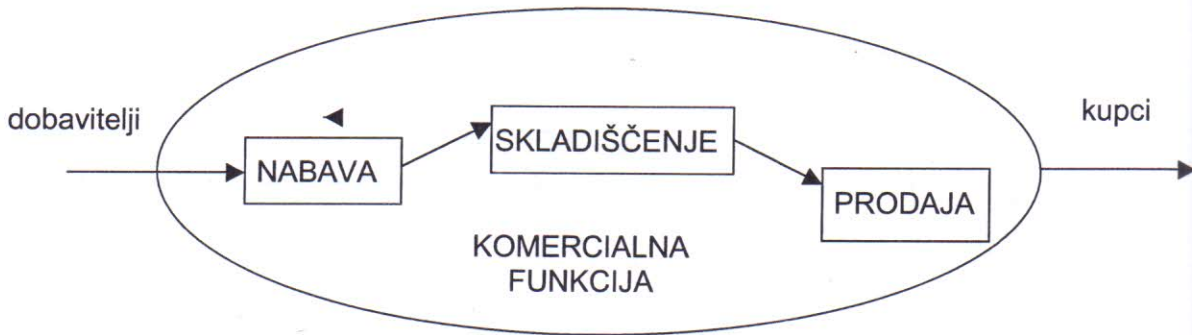 dobavitelji
NABAVA
SKLADIŠČENJE
PRODAJA
kupci
KOMERCIALNA
FUNKCIJA